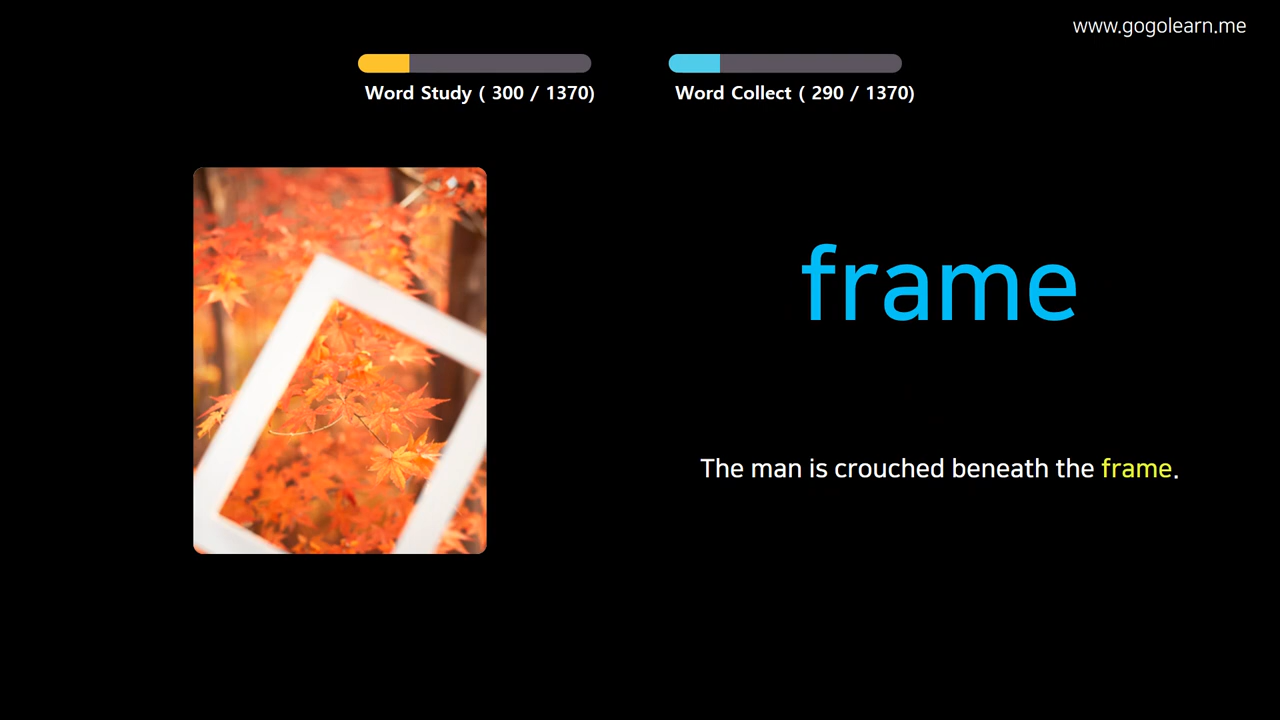 www.gogolearn.me
Word Study ( 300 / 1370)
Word Collect ( 290 / 1370)
frame
The man is crouched beneath the frame.